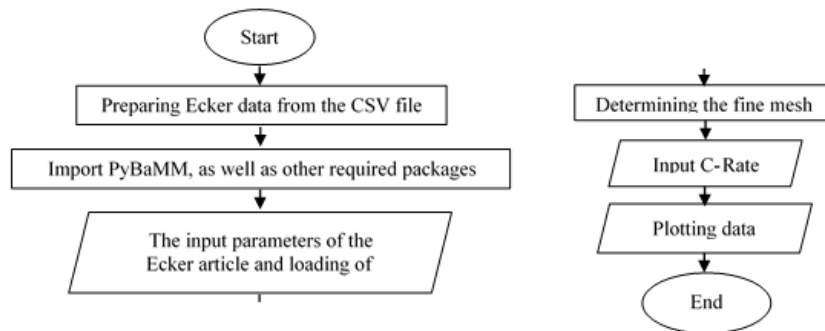 Start
Preparing Ecker data from the CSV file
Import PyBaMM, as well as other required packages
The input parameters of the
Ecker article and loading of
Determining the fine mesh
Input C-Rate
Plotting data
End